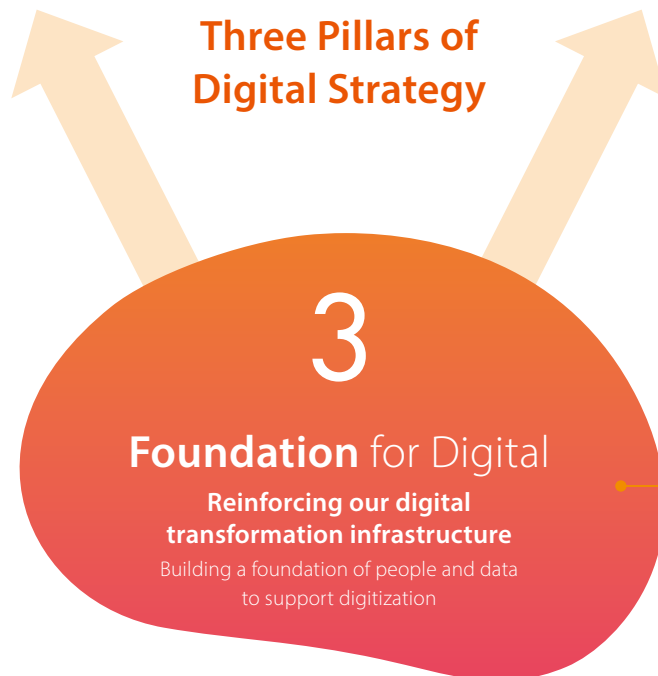 Three Pillars of
Digital Strategy
3
Foundation for Digital
Reinforcing our digital
transformation infrastructure
Building a foundation of people and data
to support digitization